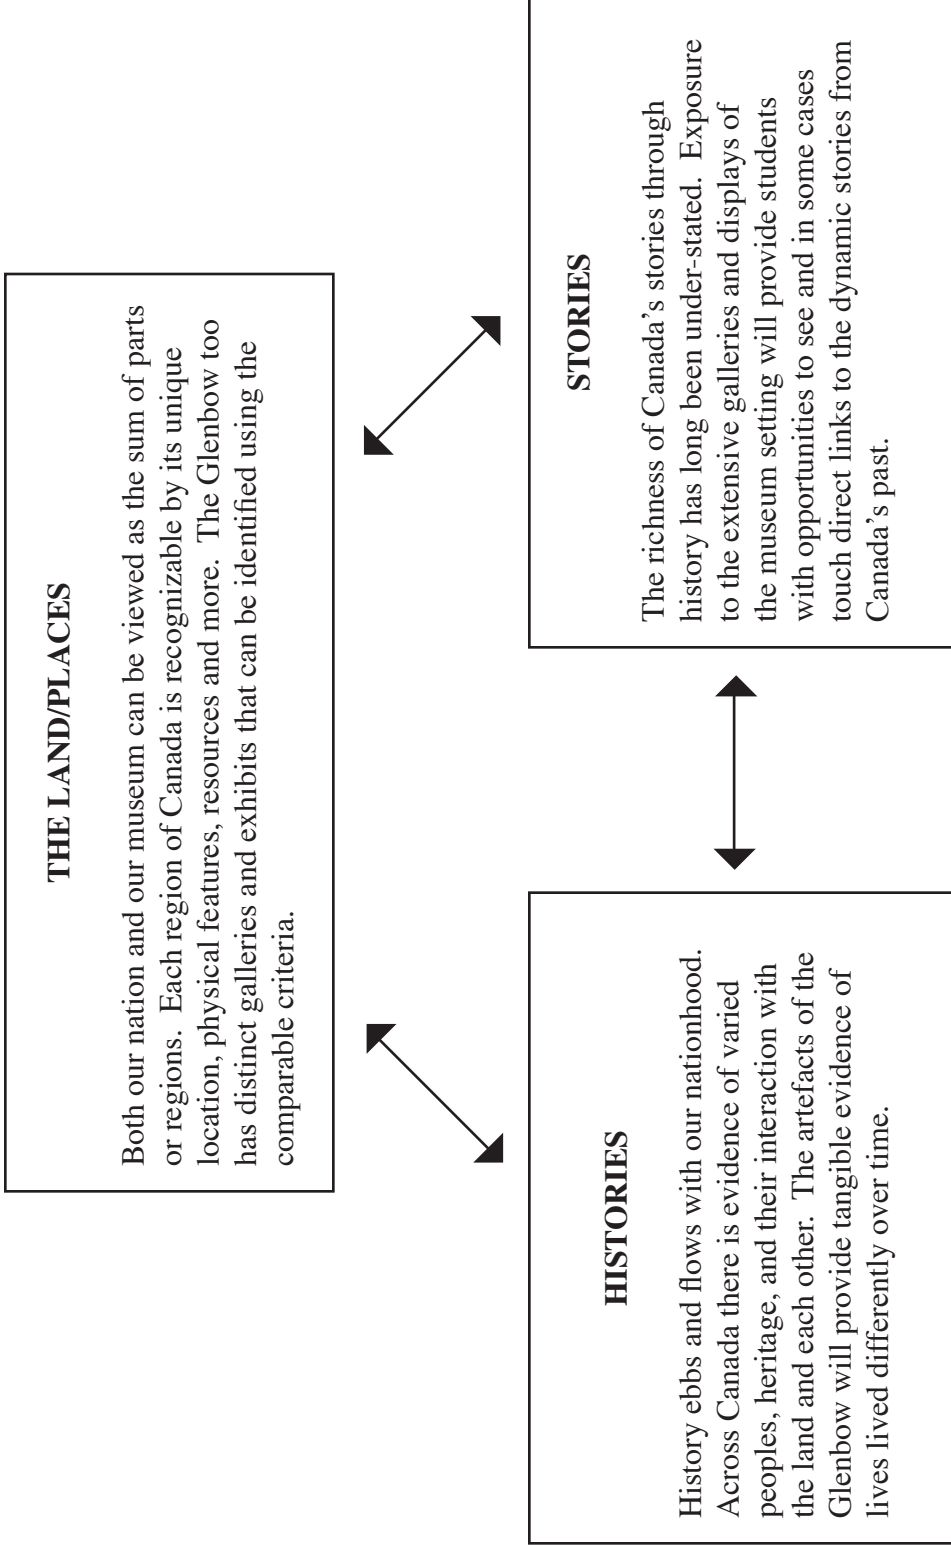 THE LAND/PLACES
Both our nation and our museum can be viewed as the sum of parts
or regions.  Each region of Canada is recognizable by its unique
location, physical features, resources and more.  The Glenbow too
has distinct galleries and exhibits that can be identified using the
comparable criteria.
HISTORIES
History ebbs and flows with our nationhood.
Across Canada there is evidence of varied
peoples, heritage, and their interaction with
the land and each other.  The artefacts of the
Glenbow will provide tangible evidence of
lives lived differently over time.
STORIES
The richness of Canada's stories through
history has long been under-stated.  Exposure
to the extensive galleries and displays of
the museum setting will provide students
with opportunities to see and in some cases
touch direct links to the dynamic stories from
Canada's past.